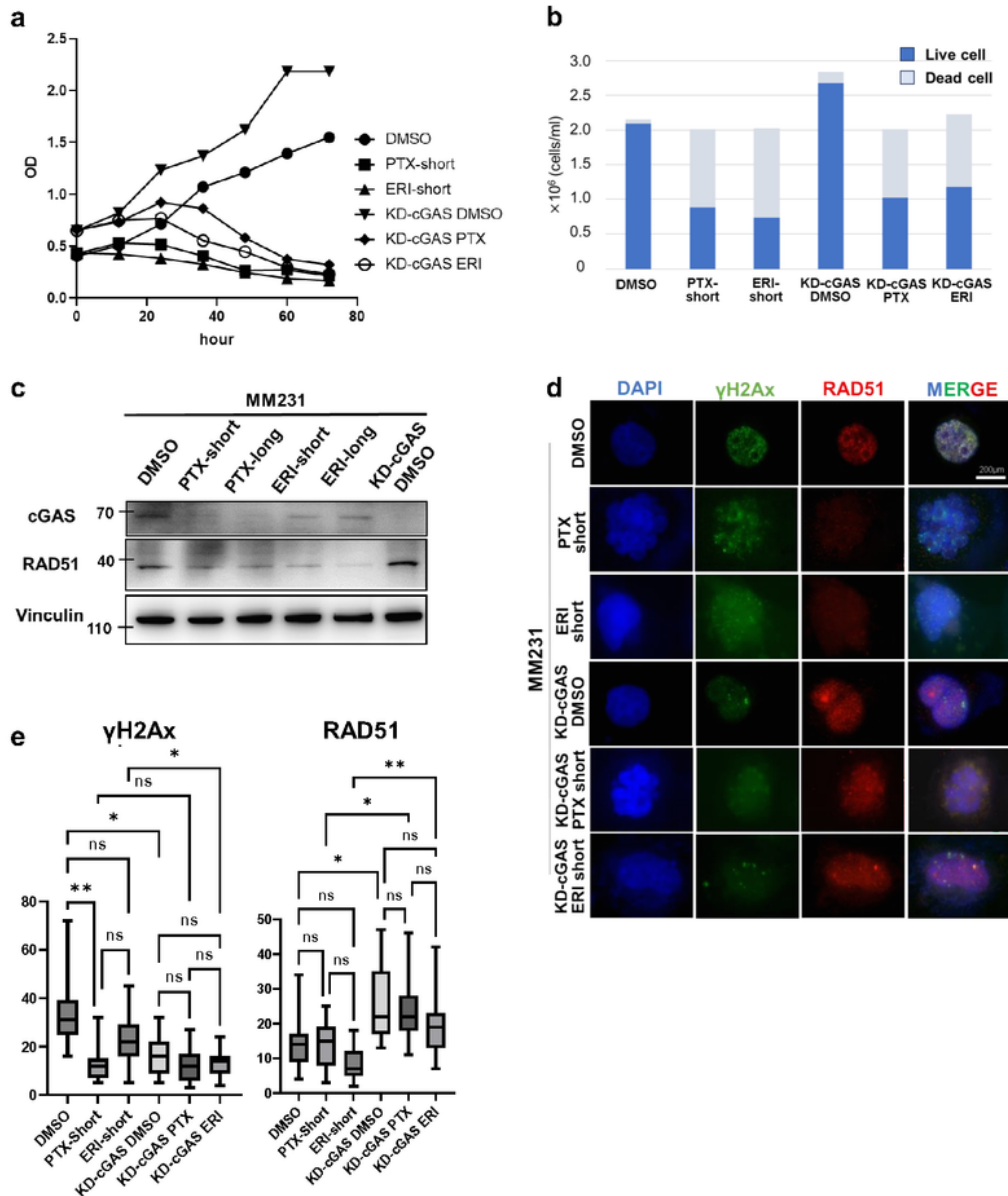 a
2.5
2.0
1.5
1.0
0.5
0.0
OD
0 20 40 60 80
hour
DMSO
PTX-short
ERI-short
KD-cGAS DMSO
KD-cGAS PTX
KD-cGAS ERI
b
Live cell
Dead cell
3.0
2.5
2.0
1.5
1.0
0.5
0
×10⁶ (cells/ml)
DMSO
PTX-
short
ERI-
short
KD-cGAS
DMSO
KD-cGAS
PTX
KD-cGAS
ERI
c
MM231
DMSO
PTX-short
PTX-long
ERI-short
ERI-long
KD-cGAS
DMSO
cGAS
70
RAD51
40
Vinculin
110
d
DAPI γH2Ax RAD51 MERGE
MM231
DMSO
200μm
PTX
short
ERI
short
KD-cGAS
DMSO
KD-cGAS
PTX short
KD-cGAS
ERI short
e
γH2Ax
*
ns
*
ns
**
ns
ns
ns
ns
80
60
40
20
0
DMSO
PTX-Short
ERI-short
KD-cGAS DMSO
KD-cGAS PTX
KD-cGAS ERI
RAD51
**
*
ns
*
ns
ns
ns
ns
ns
50
40
30
20
10
0
DMSO
PTX-Short
ERI-short
KD-cGAS DMSO
KD-cGAS PTX
KD-cGAS ERI